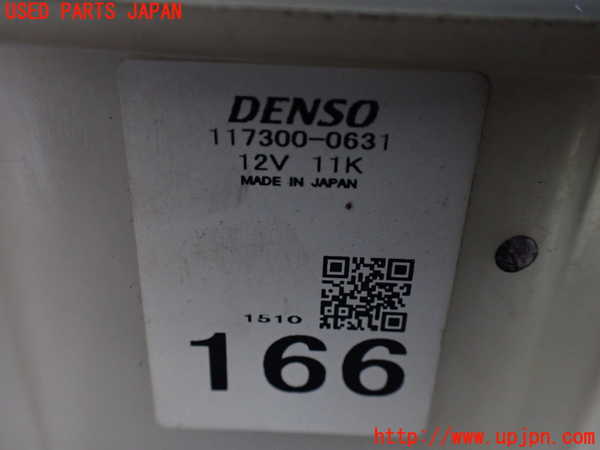 USED PARTS JAPAN
DENSO
117300-0631
12V 11K
MADE IN JAPAN
1510
166
http://www.upjpn.com/